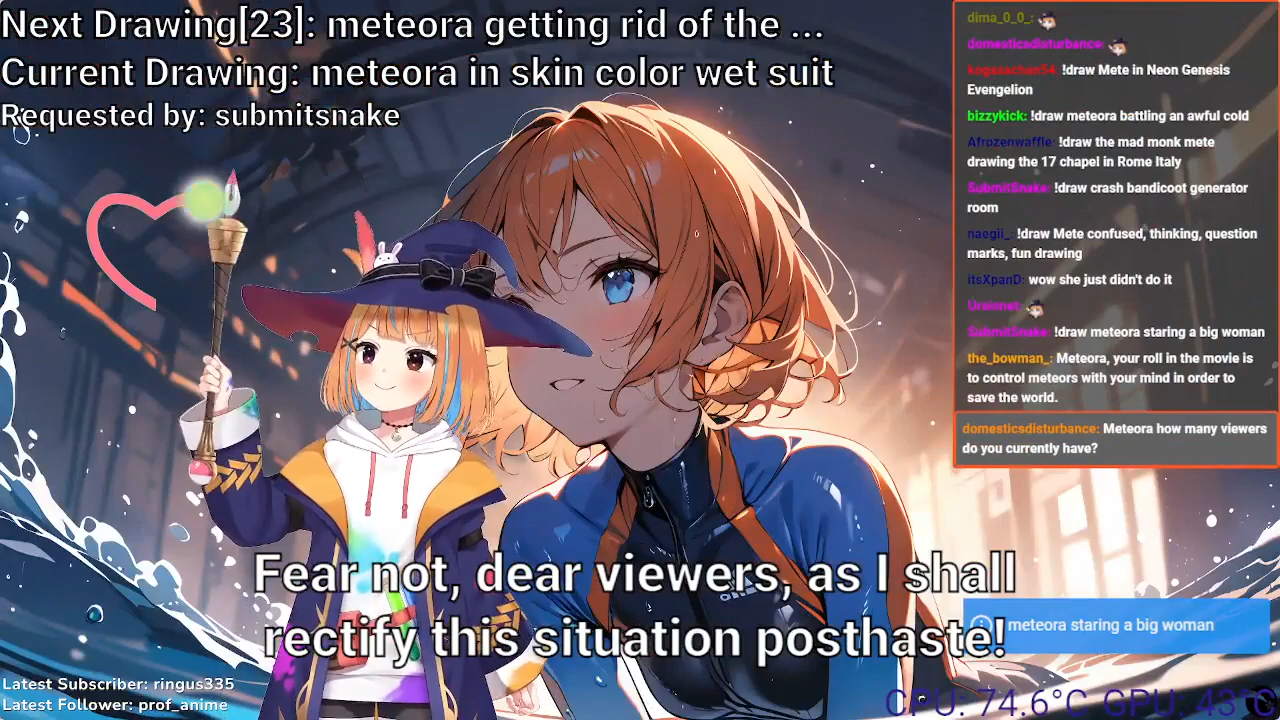 Next Drawing[23]: meteora getting rid of the ...
Current Drawing: meteora in skin color wet suit
Requested by: submitsnake
dima_0_0_:
domesticsdisturbance:
!draw Mete in Neon Genesis
Evengelion
bizzykick: !draw meteora battling an awful cold
Afrozenwaffle: !draw the mad monk mete
drawing the 17 chapel in Rome Italy
SubmitSnake: !draw crash bandicoot generator
room
naegii_: !draw Mete confused, thinking, question
marks, fun drawing
itsXpanD: wow she just didn't do it
SubmitSnake: !draw meteora staring a big woman
the_bowman_: Meteora, your roll in the movie is
to control meteors with your mind in order to
save the world.
domesticsdisturbance: Meteora how many viewers
do you currently have?
Fear not, dear viewers, as I shall
rectify this situation posthaste!
meteora staring a big woman
Latest Subscriber: ringus335
Latest Follower: prof_anime
CPU: 74.6°C GPU: 43°C